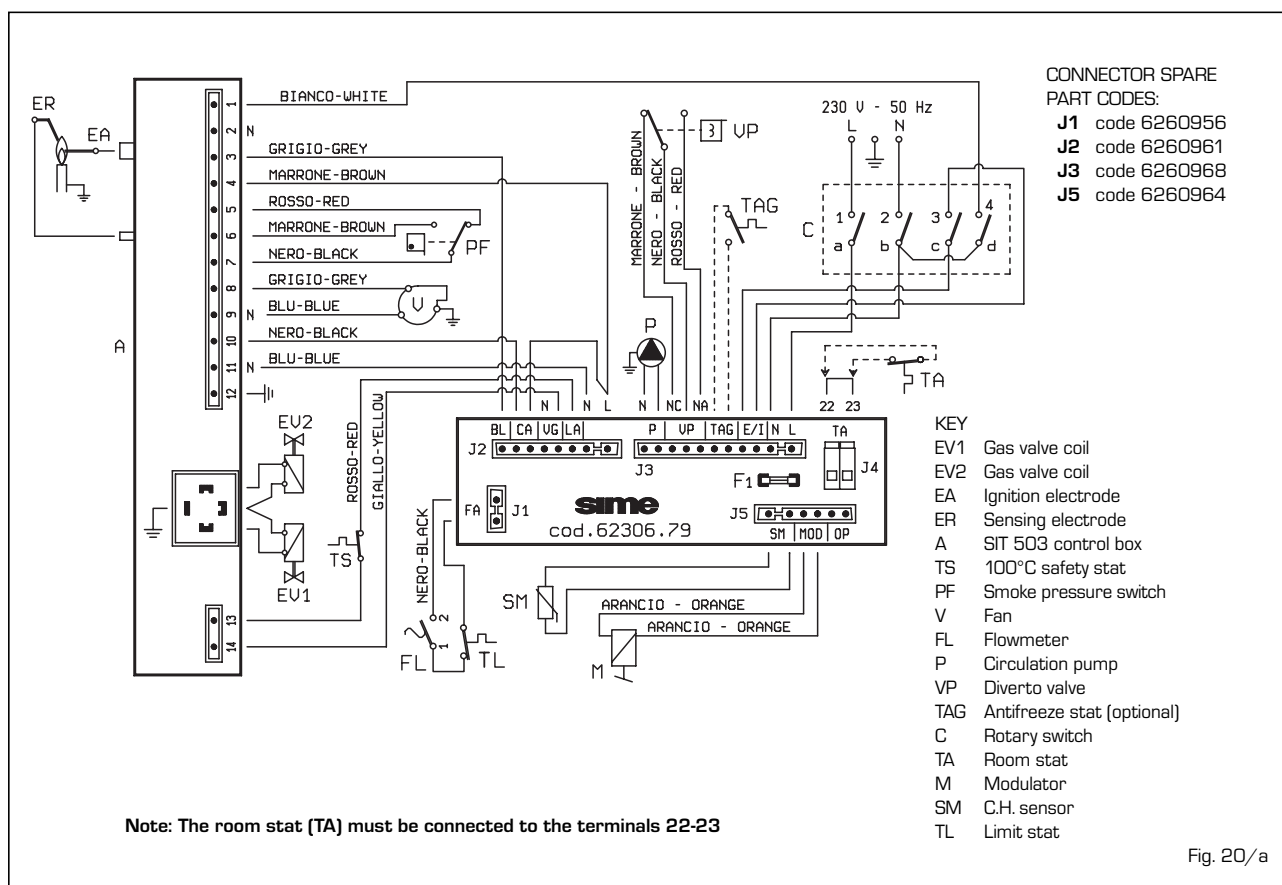 CONNECTOR SPARE
PART CODES:
J1 code 6260956
J2 code 6260961
J3 code 6260968
J5 code 6260964
230 V - 50 Hz
L N
ER
EA
A
1 BIANCO-WHITE
2 N
3 GRIGIO-GREY
4 MARRONE-BROWN
5 ROSSO-RED
6 MARRONE-BROWN
7 NERO-BLACK
8 GRIGIO-GREY
9 N BLU-BLUE
10 NERO-BLACK
11 N BLU-BLUE
12
13
14
PF
V
EV2
EV1
ROSSO-RED
GIALLO-YELLOW
TS
MARRONE - BROWN
NERO - BLACK
ROSSO - RED
VP
TAG
P
C
1 2 3 4
a b c d
TA
22 23
N N L
BL CA VG LA
J2
N NC NA
P VP TAG E/I N L
J3
TA
J4
F1
FA J1
sime
cod.62306.79
J5
SM MOD OP
NERO-BLACK
2
1
FL
TL
SM
ARANCIO - ORANGE
ARANCIO - ORANGE
M
KEY
EV1 Gas valve coil
EV2 Gas valve coil
EA Ignition electrode
ER Sensing electrode
A SIT 503 control box
TS 100°C safety stat
PF Smoke pressure switch
V Fan
FL Flowmeter
P Circulation pump
VP Diverto valve
TAG Antifreeze stat (optional)
C Rotary switch
TA Room stat
M Modulator
SM C.H. sensor
TL Limit stat
Note: The room stat (TA) must be connected to the terminals 22-23
Fig. 20/a